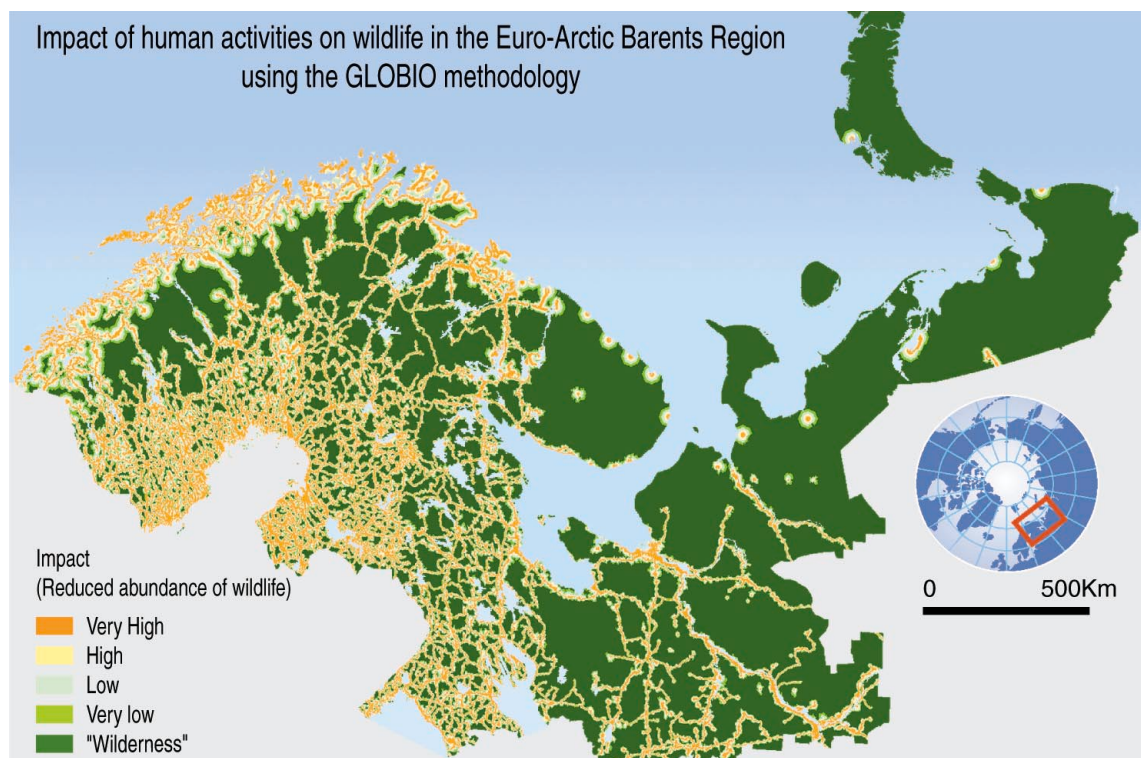 Impact of human activities on wildlife in the Euro-Arctic Barents Region
using the GLOBIO methodology
Impact
(Reduced abundance of wildlife)
Very High
High
Low
Very low
"Wilderness"
0 500Km